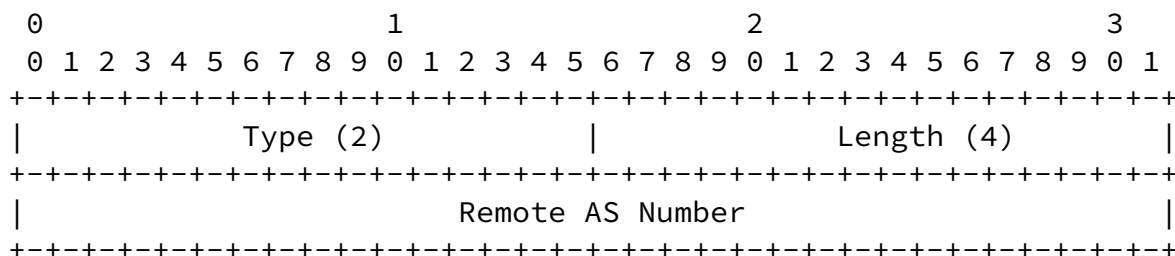 0                   1                   2                   3
 0 1 2 3 4 5 6 7 8 9 0 1 2 3 4 5 6 7 8 9 0 1 2 3 4 5 6 7 8 9 0 1
+-+-+-+-+-+-+-+-+-+-+-+-+-+-+-+-+-+-+-+-+-+-+-+-+-+-+-+-+-+-+-+-+
|            Type (2)           |             Length (4)        |
+-+-+-+-+-+-+-+-+-+-+-+-+-+-+-+-+-+-+-+-+-+-+-+-+-+-+-+-+-+-+-+-+
|                        Remote AS Number                       |
+-+-+-+-+-+-+-+-+-+-+-+-+-+-+-+-+-+-+-+-+-+-+-+-+-+-+-+-+-+-+-+-+